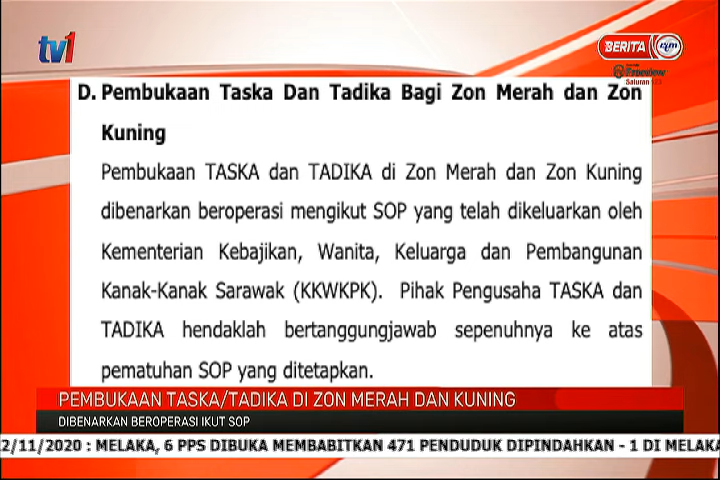 tv1
BERITA rtm
Freeview
Saluran 123
D. Pembukaan Taska Dan Tadika Bagi Zon Merah dan Zon
Kuning
Pembukaan TASKA dan TADIKA di Zon Merah dan Zon Kuning
dibenarkan beroperasi mengikut SOP yang telah dikeluarkan oleh
Kementerian Kebajikan, Wanita, Keluarga dan Pembangunan
Kanak-Kanak Sarawak (KKWKPK). Pihak Pengusaha TASKA dan
TADIKA hendaklah bertanggungjawab sepenuhnya ke atas
pematuhan SOP yang ditetapkan.
PEMBUKAAN TASKA/TADIKA DI ZON MERAH DAN KUNING
DIBENARKAN BEROPERASI IKUT SOP
2/11/2020 : MELAKA, 6 PPS DIBUKA MEMBABITKAN 471 PENDUDUK DIPINDAHKAN - 1 DI MELAKA